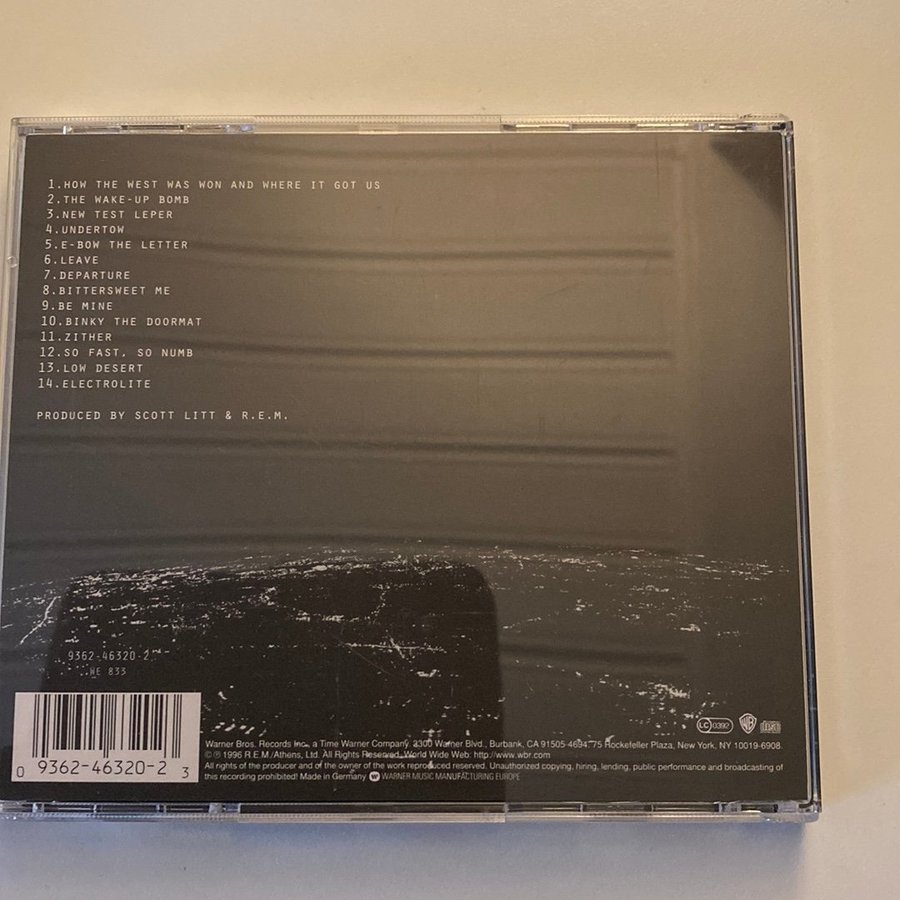 1.HOW THE WEST WAS WON AND WHERE IT GOT US
2.THE WAKE-UP BOMB
3.NEW TEST LEPER
4.UNDERTOW
5.E-BOW THE LETTER
6.LEAVE
7.DEPARTURE
8.BITTERSWEET ME
9.BE MINE
10.BINKY THE DOORMAT
11.ZITHER
12.SO FAST, SO NUMB
13.LOW DESERT
14.ELECTROLITE
PRODUCED BY SCOTT LITT & R.E.M.
9362-46320-2
WE 833
LC 0392
WB
0 9362-46320-2 3
Warner Bros. Records Inc., a Time Warner Company. 3300 Warner Blvd., Burbank, CA 91505-4694. 75 Rockefeller Plaza, New York, NY 10019-6908.
©℗ 1996 R.E.M./Athens, Ltd. All Rights Reserved. World Wide Web: http://www.wbr.com
All rights of the producer and of the owner of the work reproduced reserved. Unauthorized copying, hiring, lending, public performance and broadcasting of
this recording prohibited! Made in Germany WARNER MUSIC MANUFACTURING EUROPE